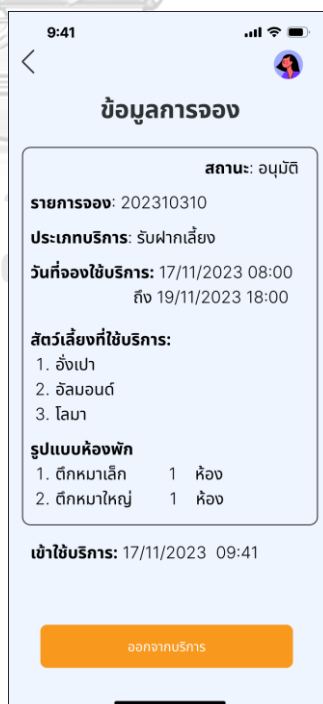 9:41
ข้อมูลการจอง
สถานะ: อนุมัติ
รายการจอง: 202310310
ประเภทบริการ: รับฝากเลี้ยง
วันที่จองใช้บริการ: 17/11/2023 08:00
ถึง 19/11/2023 18:00
สัตว์เลี้ยงที่ใช้บริการ:
1. อั่งเปา
2. อัลมอนด์
3. โลมา
รูปแบบห้องพัก
1. ตึกหมาเล็ก 1 ห้อง
2. ตึกหมาใหญ่ 1 ห้อง
เข้าใช้บริการ: 17/11/2023 09:41
ออกจากบริการ